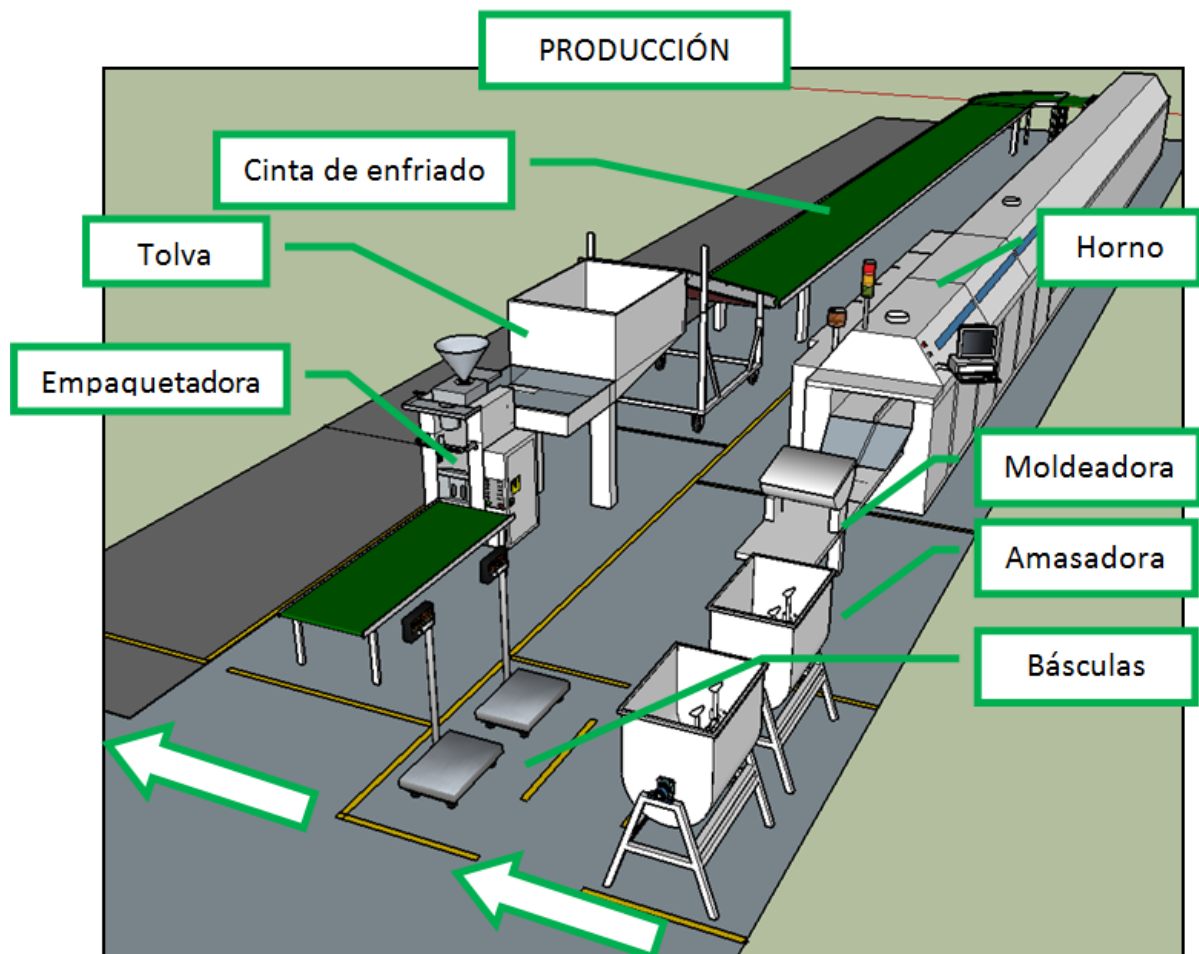 PRODUCCIÓN
Cinta de enfriado
Tolva
Horno
Empaquetadora
Moldeadora
Amasadora
Básculas